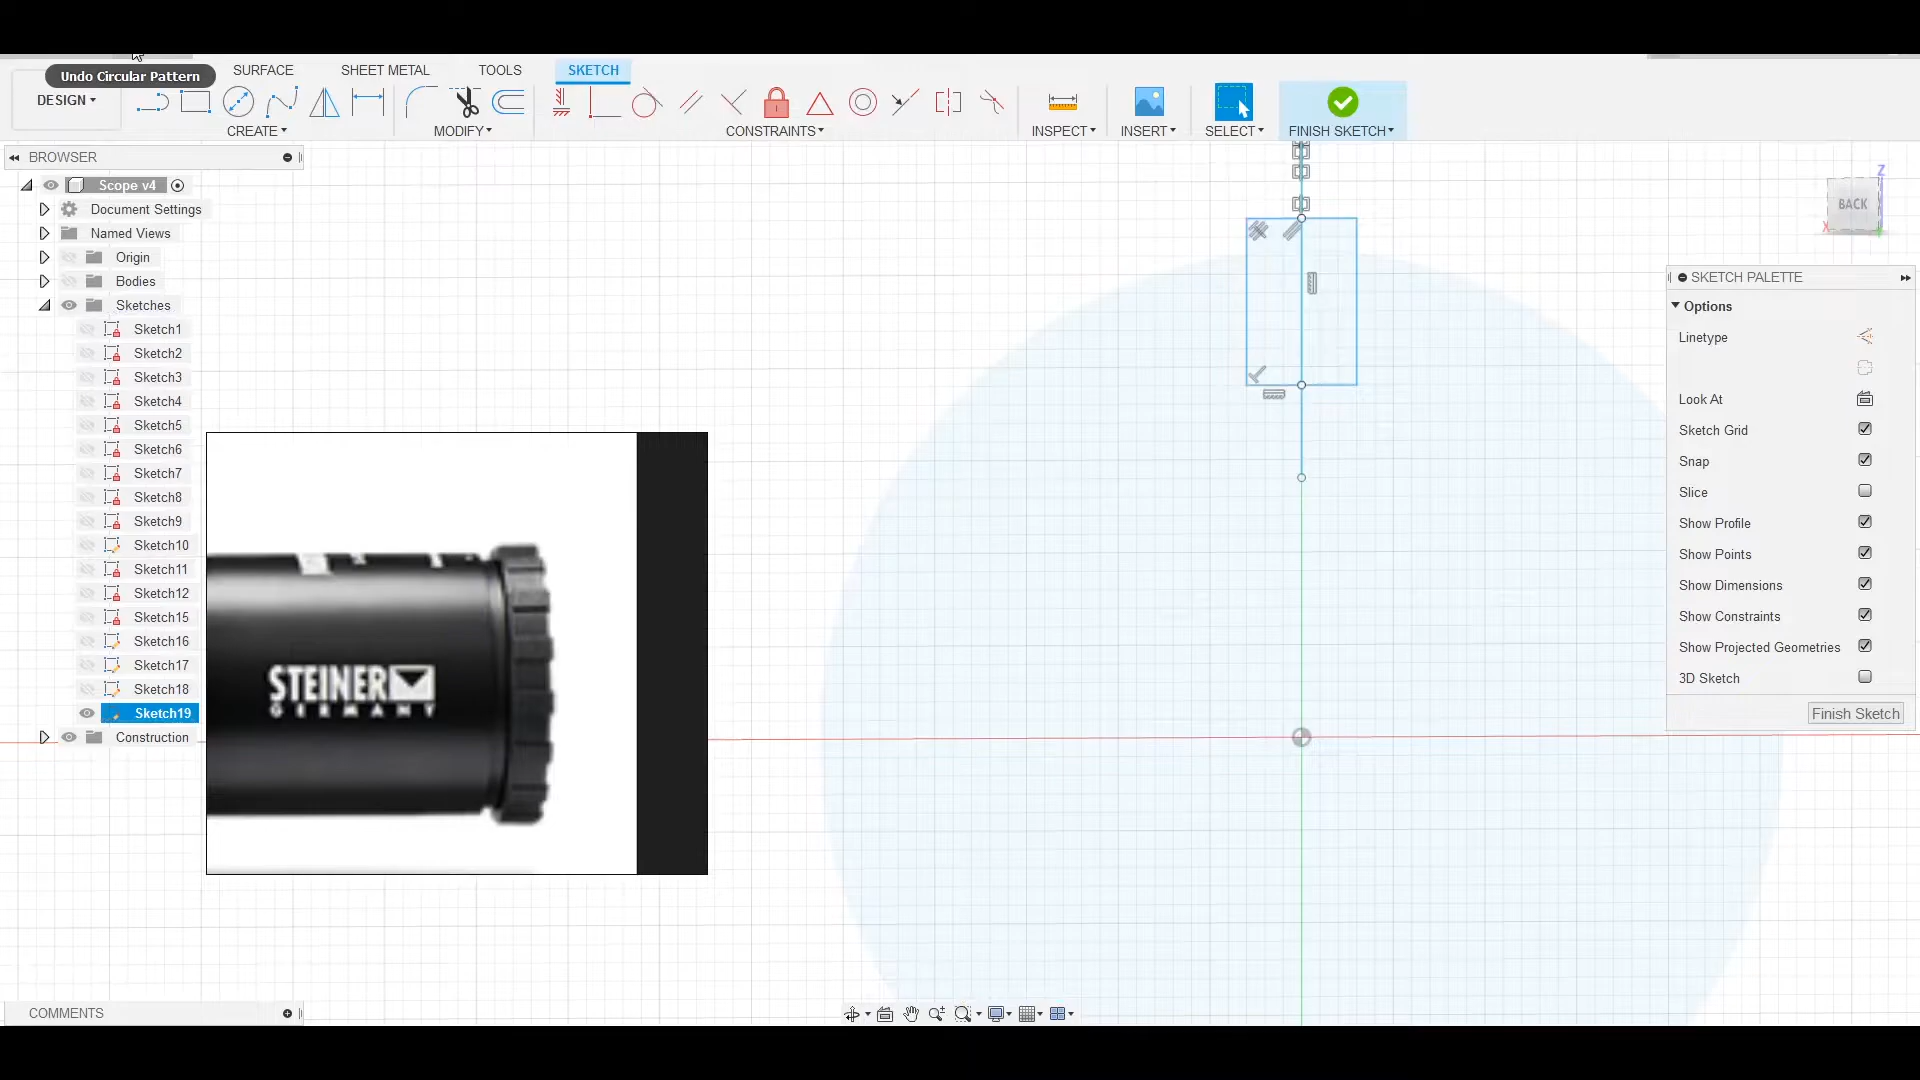 Undo Circular Pattern
SURFACE
SHEET METAL
TOOLS
SKETCH
DESIGN
CREATE
MODIFY
CONSTRAINTS
INSPECT
INSERT
SELECT
FINISH SKETCH
BROWSER
Scope v4
Document Settings
Named Views
Origin
Bodies
Sketches
Sketch1
Sketch2
Sketch3
Sketch4
Sketch5
Sketch6
Sketch7
Sketch8
Sketch9
Sketch10
Sketch11
Sketch12
Sketch15
Sketch16
Sketch17
Sketch18
Sketch19
Construction
STEINER
GERMANY
Z
BACK
X
SKETCH PALETTE
Options
Linetype
Look At
Sketch Grid
Snap
Slice
Show Profile
Show Points
Show Dimensions
Show Constraints
Show Projected Geometries
3D Sketch
Finish Sketch
COMMENTS